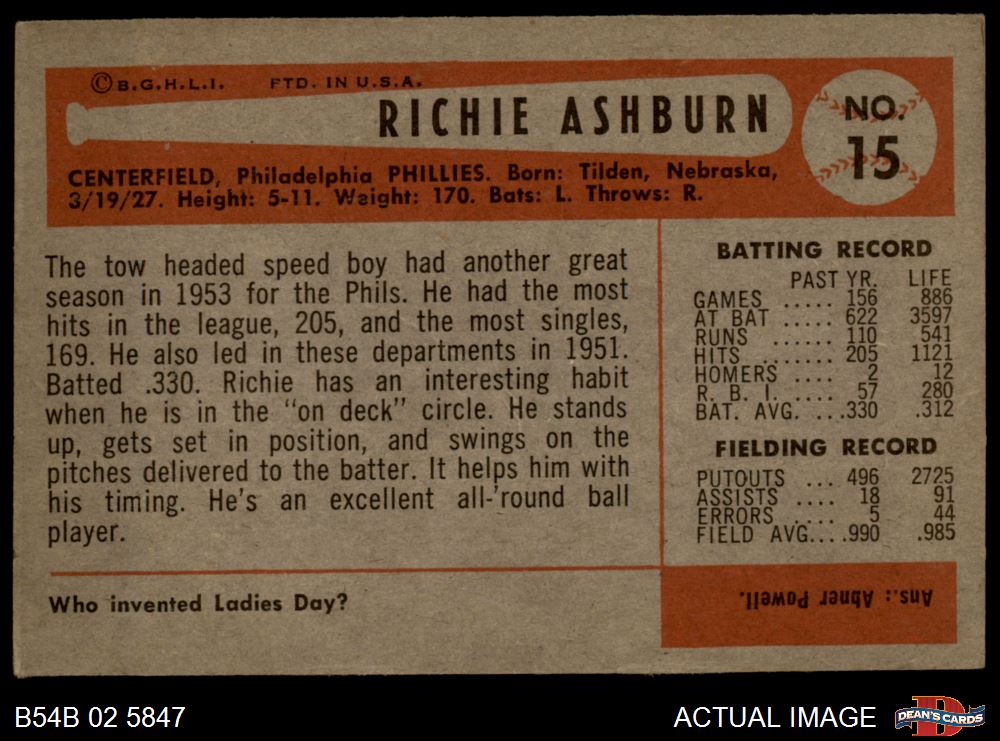 ©B.G.H.L.I. PTD. IN U.S.A.
RICHIE ASHBURN
NO.
15
CENTERFIELD, Philadelphia PHILLIES. Born: Tilden, Nebraska,
3/19/27. Height: 5-11. Weight: 170. Bats: L. Throws: R.
The tow headed speed boy had another great
season in 1953 for the Phils. He had the most
hits in the league, 205, and the most singles,
169. He also led in these departments in 1951.
Batted .330. Richie has an interesting habit
when he is in the "on deck" circle. He stands
up, gets set in position, and swings on the
pitches delivered to the batter. It helps him with
his timing. He's an excellent all-'round ball
player.
Who invented Ladies Day?
BATTING RECORD
PAST YR. LIFE
GAMES ..... 156 886
AT BAT ..... 622 3597
RUNS ...... 110 541
HITS ....... 205 1121
HOMERS .... 2 12
R. B. I. .... 57 280
BAT. AVG. ...330 .312
FIELDING RECORD
PUTOUTS ... 496 2725
ASSISTS .... 18 91
ERRORS .... 5 44
FIELD AVG....990 .985
Ans.: Abner Powell.
B54B 02 5847
ACTUAL IMAGE
D
DEAN'S CARDS